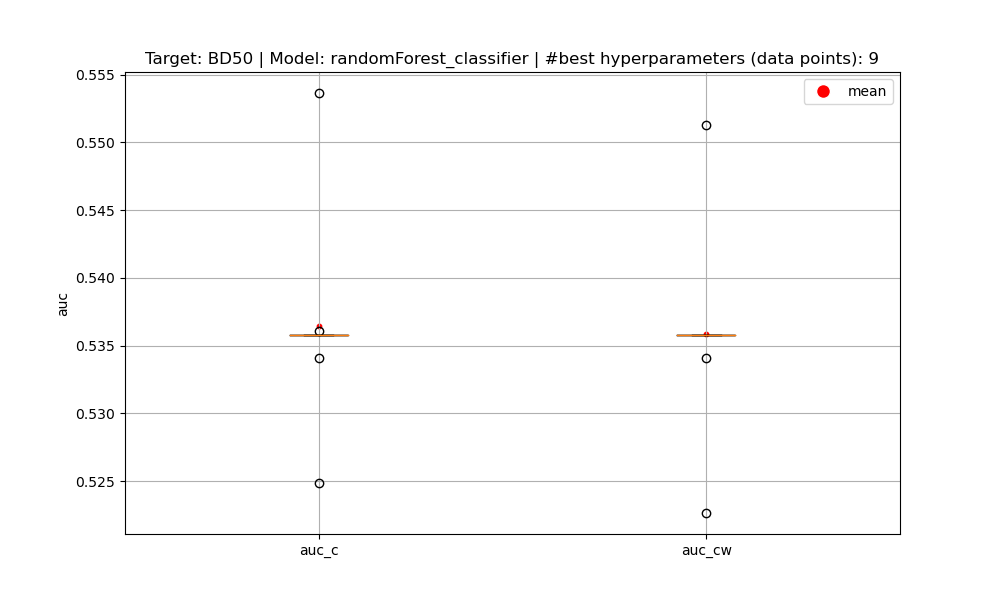 Target: BD50 | Model: randomForest_classifier | #best hyperparameters (data points): 9
mean
0.555
0.550
0.545
0.540
0.535
0.530
0.525
auc
auc_c
auc_cw